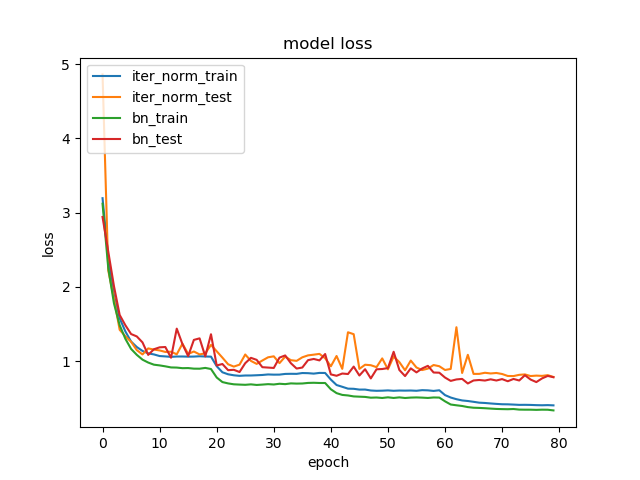 model loss
iter_norm_train
iter_norm_test
bn_train
bn_test
5
4
3
2
1
loss
0 10 20 30 40 50 60 70 80
epoch